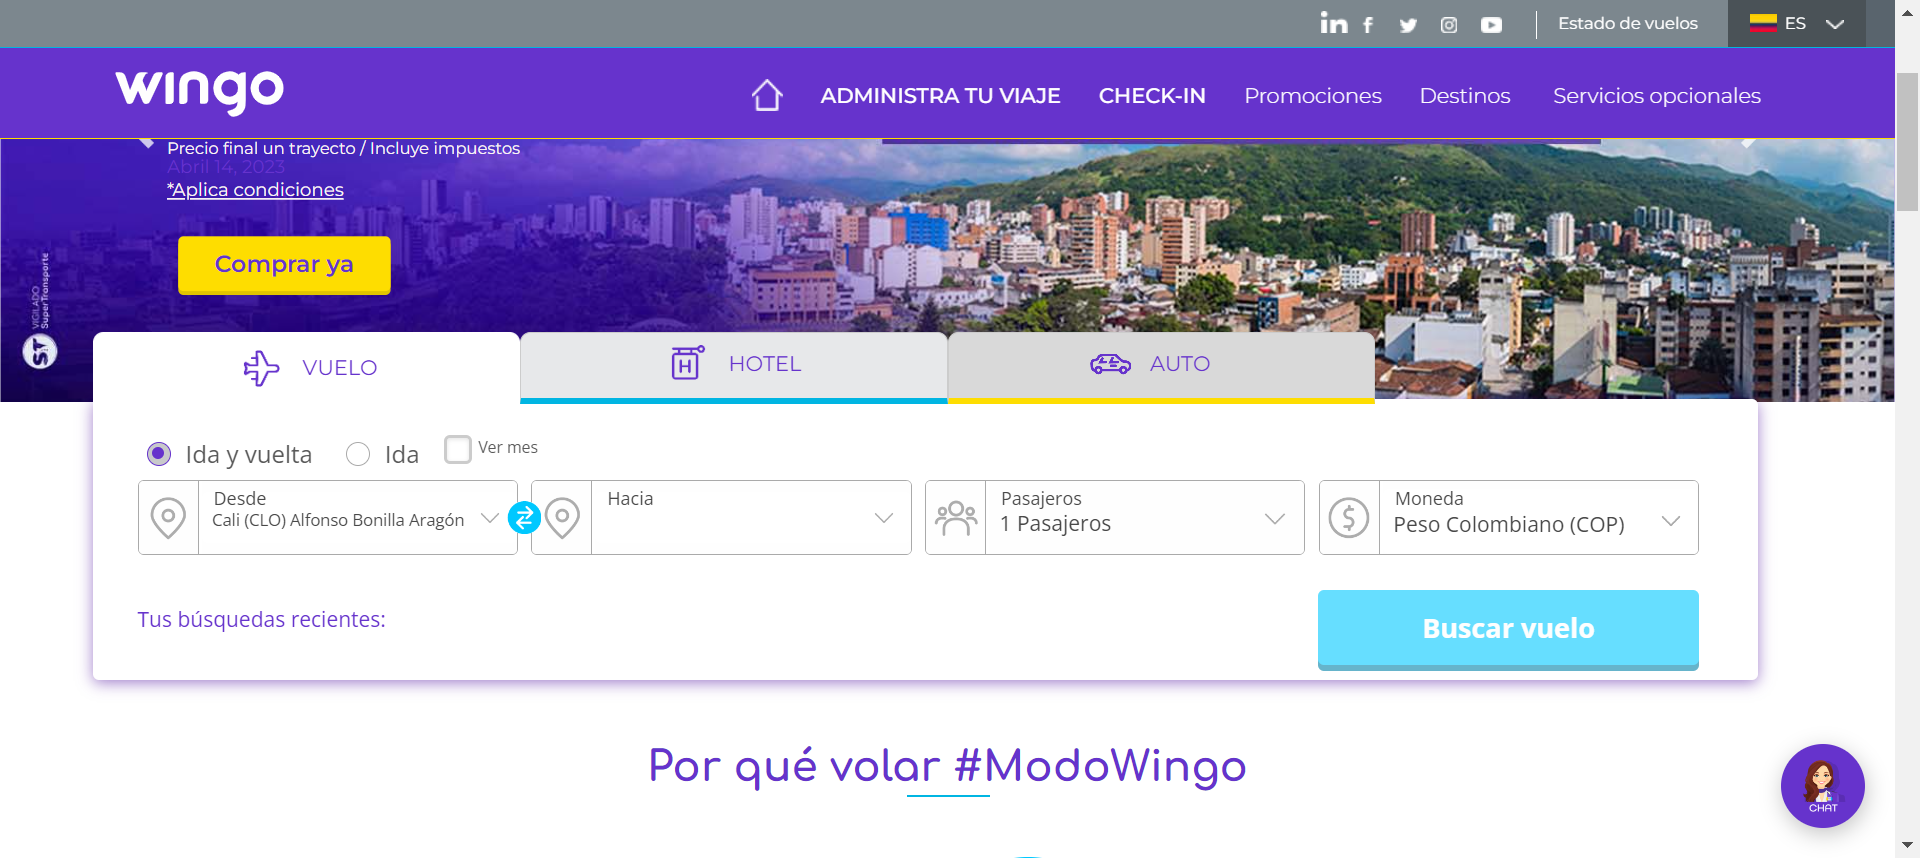 Estado de vuelos
ES
wingo
ADMINISTRA TU VIAJE
CHECK-IN
Promociones
Destinos
Servicios opcionales
Precio final un trayecto / Incluye impuestos
Abril 14, 2023
*Aplica condiciones
Comprar ya
VIGILADO
SuperTransporte
ST
VUELO
HOTEL
AUTO
Ida y vuelta
Ida
Ver mes
Desde
Cali (CLO) Alfonso Bonilla Aragón
Hacia
Pasajeros
1 Pasajeros
Moneda
Peso Colombiano (COP)
Tus búsquedas recientes:
Buscar vuelo
Por qué volar #ModoWingo
CHAT